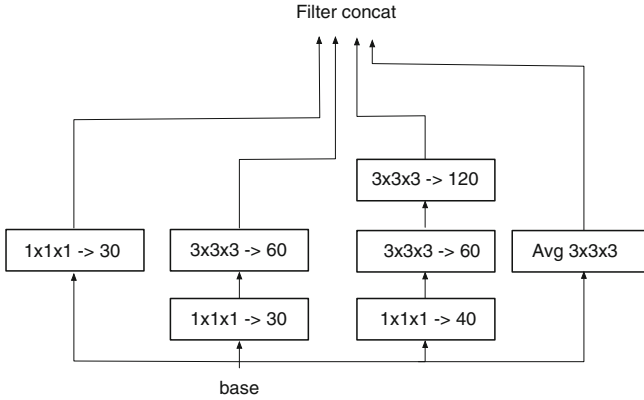 Filter concat
3x3x3 -> 120
1x1x1 -> 30
3x3x3 -> 60
3x3x3 -> 60
Avg 3x3x3
1x1x1 -> 30
1x1x1 -> 40
base